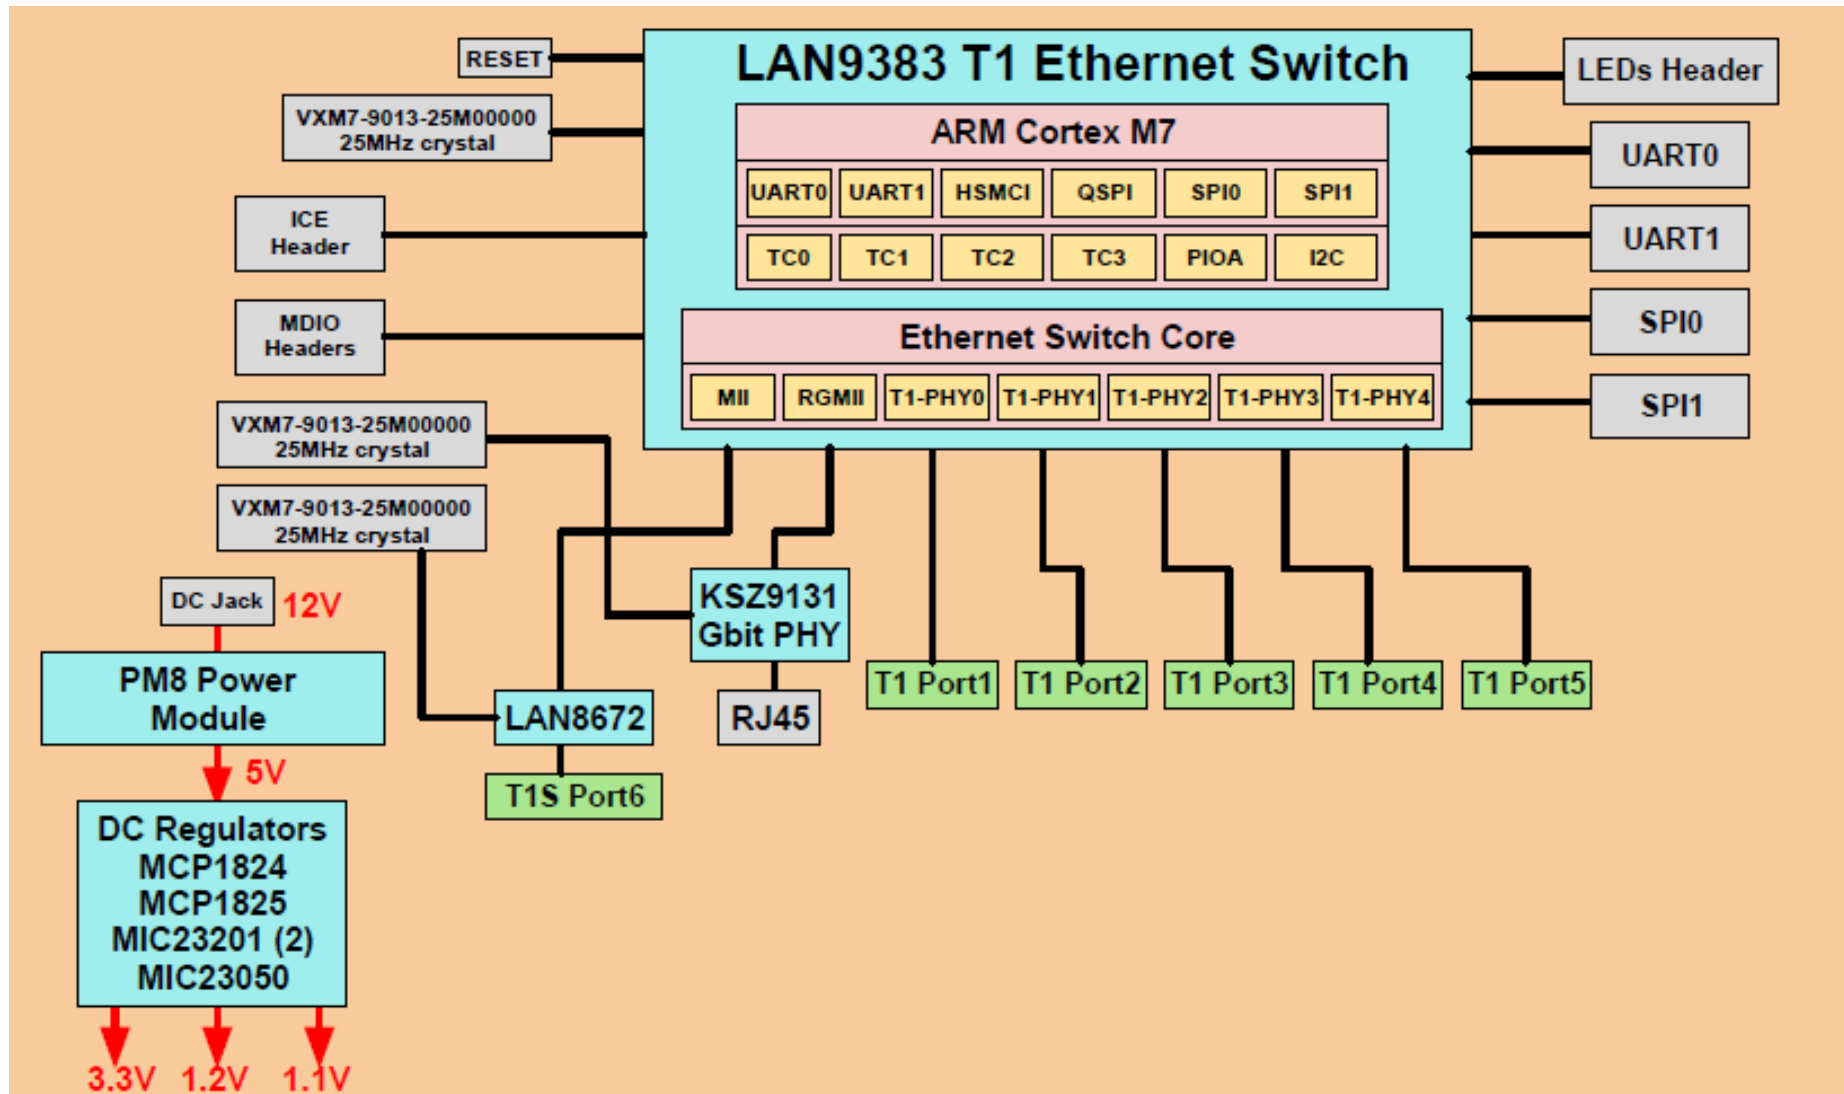 LAN9383 T1 Ethernet Switch
RESET
LEDs Header
VXM7-9013-25M00000
25MHz crystal
ARM Cortex M7
UART0
UART0 UART1 HSMCI QSPI SPI0 SPI1
ICE
Header
UART1
TC0 TC1 TC2 TC3 PIOA I2C
MDIO
Headers
Ethernet Switch Core
SPI0
MII RGMII T1-PHY0 T1-PHY1 T1-PHY2 T1-PHY3 T1-PHY4
SPI1
VXM7-9013-25M00000
25MHz crystal
VXM7-9013-25M00000
25MHz crystal
DC Jack 12V
KSZ9131
Gbit PHY
PM8 Power
Module
T1 Port1 T1 Port2 T1 Port3 T1 Port4 T1 Port5
LAN8672
RJ45
5V
T1S Port6
DC Regulators
MCP1824
MCP1825
MIC23201 (2)
MIC23050
3.3V 1.2V 1.1V